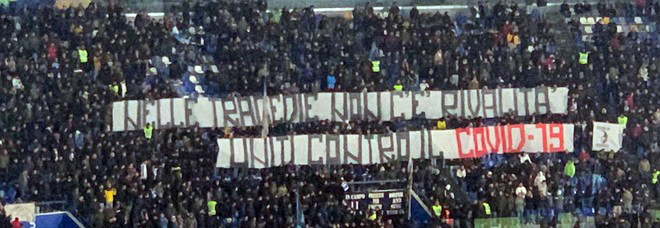 NELLE TRAGEDIE NON C'E' RIVALITA'
UNITI CONTRO IL COVID-19